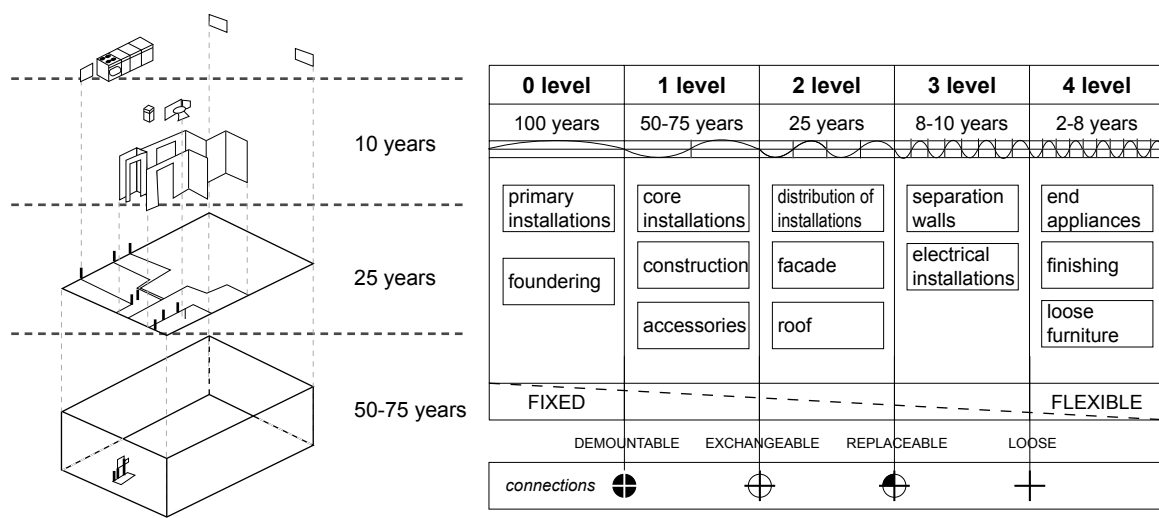 10 years
25 years
50-75 years
0 level
1 level
2 level
3 level
4 level
100 years
50-75 years
25 years
8-10 years
2-8 years
primary
installations
core
installations
distribution of
installations
separation
walls
end
appliances
foundering
construction
facade
electrical
installations
finishing
accessories
roof
loose
furniture
FIXED
FLEXIBLE
DEMOUNTABLE
EXCHANGEABLE
REPLACEABLE
LOOSE
connections